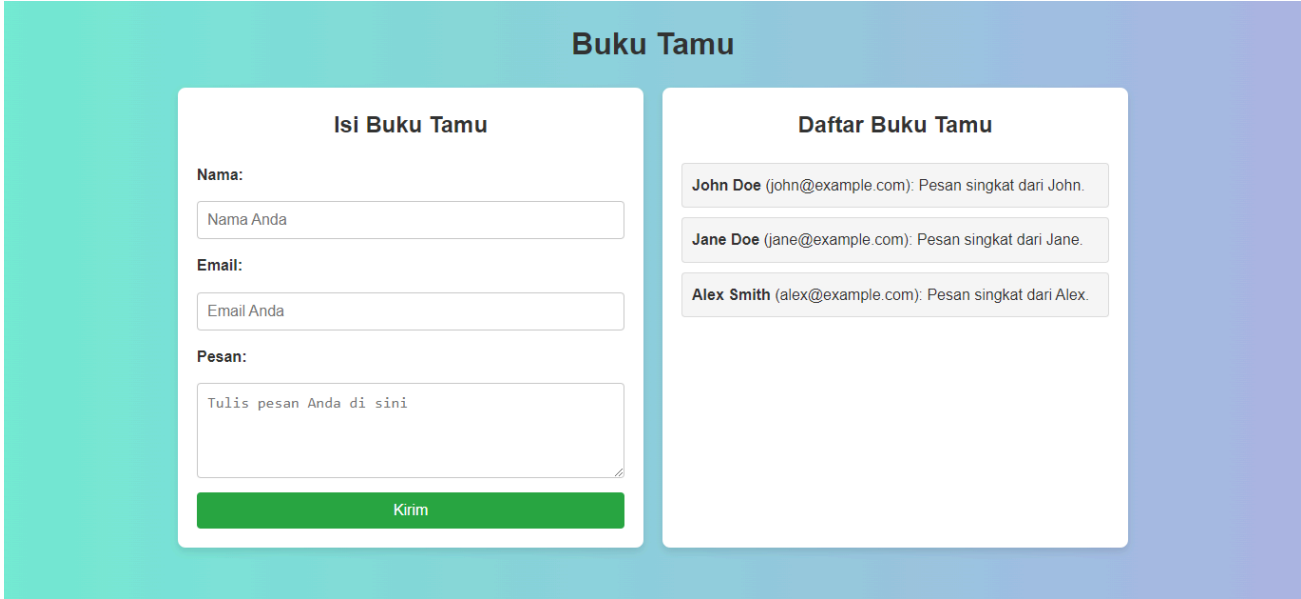 Buku Tamu
Isi Buku Tamu
Nama:
Nama Anda
Email:
Email Anda
Pesan:
Tulis pesan Anda di sini
Kirim
Daftar Buku Tamu
John Doe (john@example.com): Pesan singkat dari John.
Jane Doe (jane@example.com): Pesan singkat dari Jane.
Alex Smith (alex@example.com): Pesan singkat dari Alex.